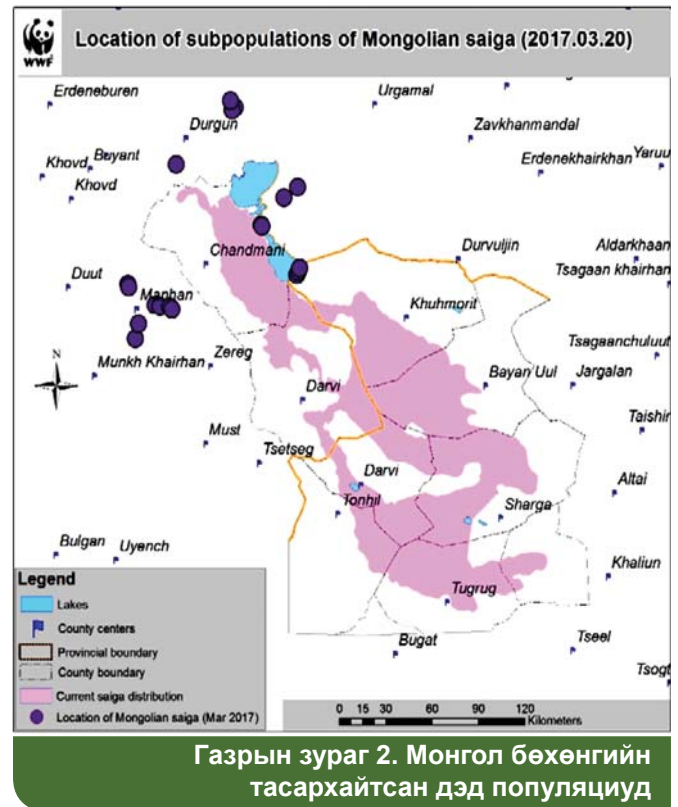 WWF
Location of subpopulations of Mongolian saiga (2017.03.20)
Erdeneburen
Urgamal
Durgun
Zavkhanmandal
Khovd
Buyant
Erdenekhairkhan
Yaruu
Khovd
Chandmani
Durvuljin
Aldarkhaan
Duut
Tsagaan khairhan
Manhan
Khuhmorit
N
Tsagaanchuluut
Munkh Khairhan
Zereg
Bayan Uul
Jargalan
Darvi
Taishir
Must
Tsetseg
Darvi
Altai
Tonhil
Sharga
Bulgan
Uyench
Khaliun
Legend
Lakes
County centers
Provincial boundary
County boundary
Current saiga distribution
Location of Mongolian saiga (Mar 2017)
Tugrug
Bugat
Tseel
Tsogt
0 15 30 60 90 120
Kilometers
Газрын зураг 2. Монгол бөхөнгийн
тасархайтсан дэд популяциуд